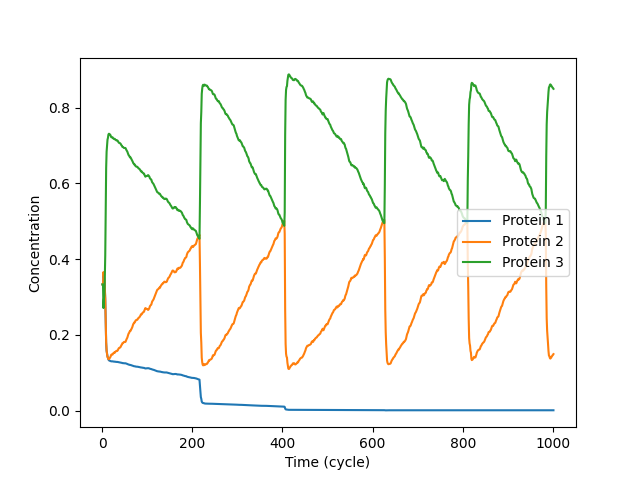 0.8
0.6
0.4
0.2
0.0
Concentration
Protein 1
Protein 2
Protein 3
0 200 400 600 800 1000
Time (cycle)